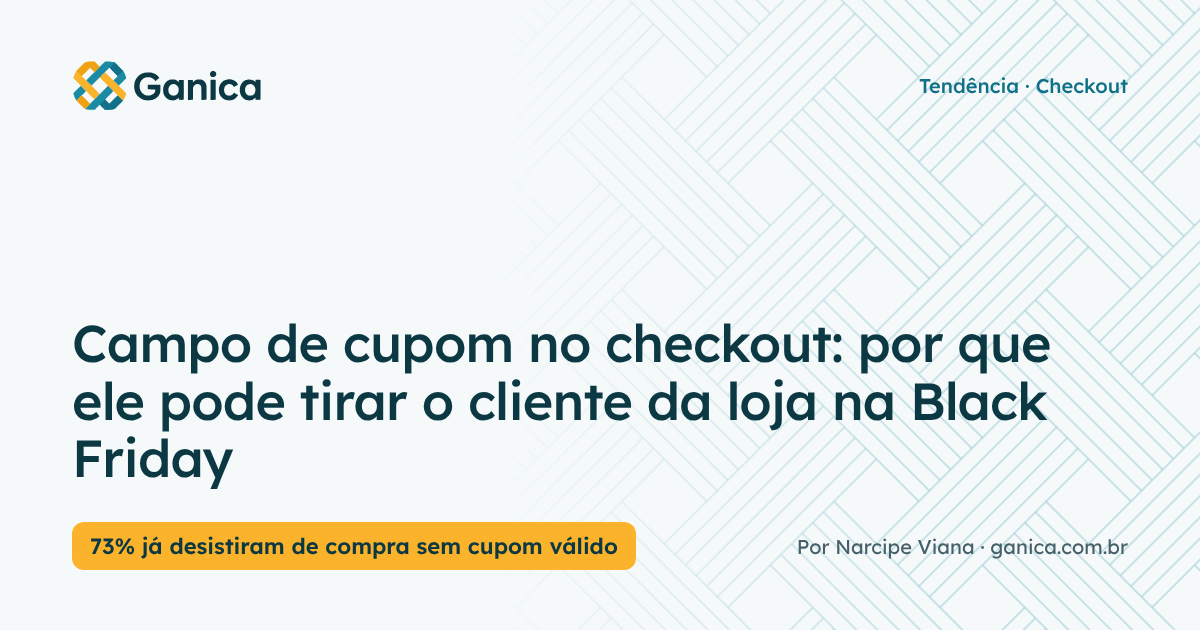 Ganica
Tendência · Checkout
Campo de cupom no checkout: por que
ele pode tirar o cliente da loja na Black
Friday
73% já desistiram de compra sem cupom válido
Por Narcipe Viana · ganica.com.br